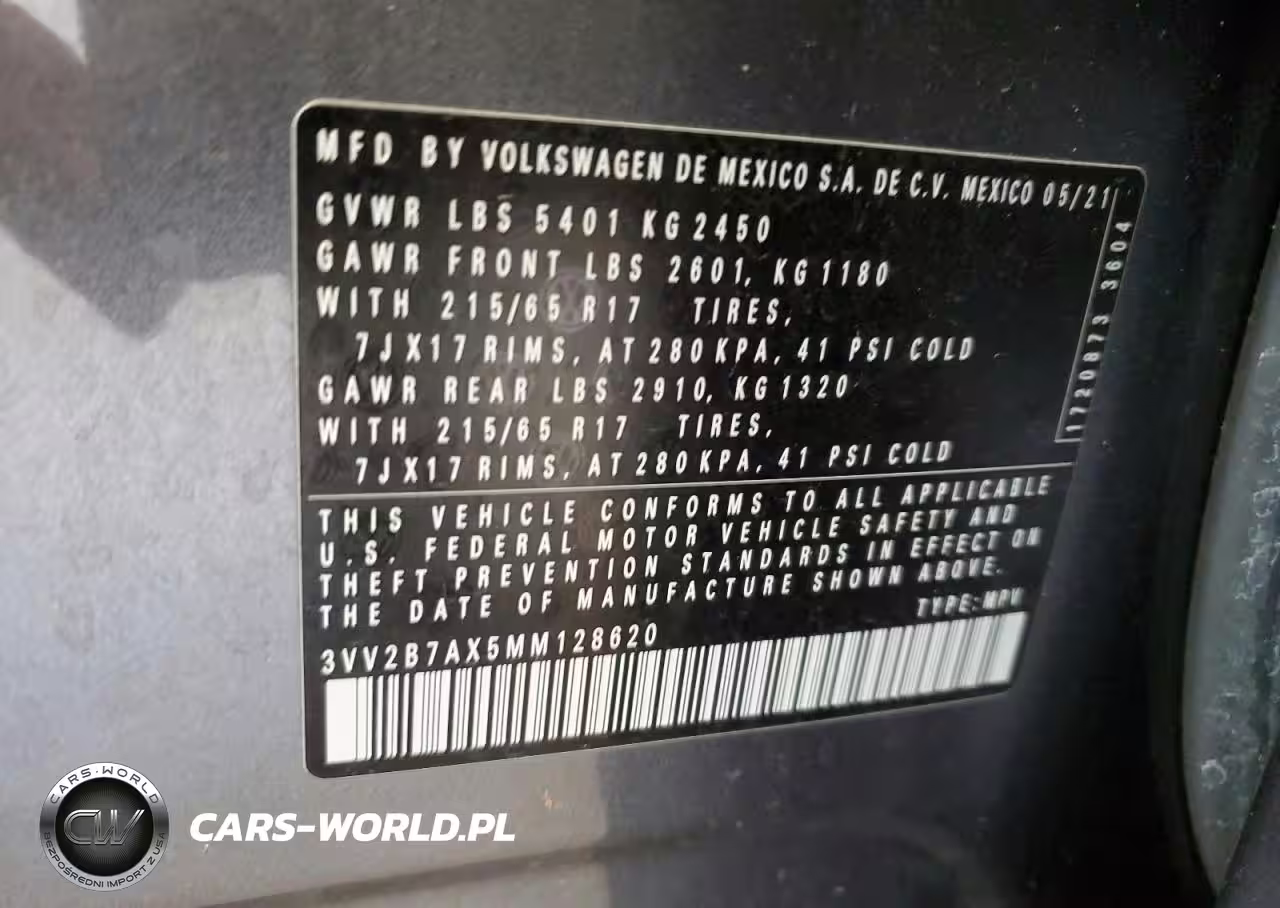 MFD BY VOLKSWAGEN DE MEXICO S.A. DE C.V. MEXICO 05/21
GVWR LBS 5401 KG 2450
GAWR FRONT LBS 2601, KG 1180
WITH 215/65 R17 TIRES,
7JX17 RIMS, AT 280 KPA, 41 PSI COLD
GAWR REAR LBS 2910, KG 1320
WITH 215/65 R17 TIRES,
7JX17 RIMS, AT 280 KPA, 41 PSI COLD
1720873 3604
THIS VEHICLE CONFORMS TO ALL APPLICABLE
U.S. FEDERAL MOTOR VEHICLE SAFETY AND
THEFT PREVENTION STANDARDS IN EFFECT ON
THE DATE OF MANUFACTURE SHOWN ABOVE.
TYPE: MPV
3VV2B7AX5MM128620
CARS-WORLD
CW
BEZPOŚREDNI IMPORT Z USA
CARS-WORLD.PL